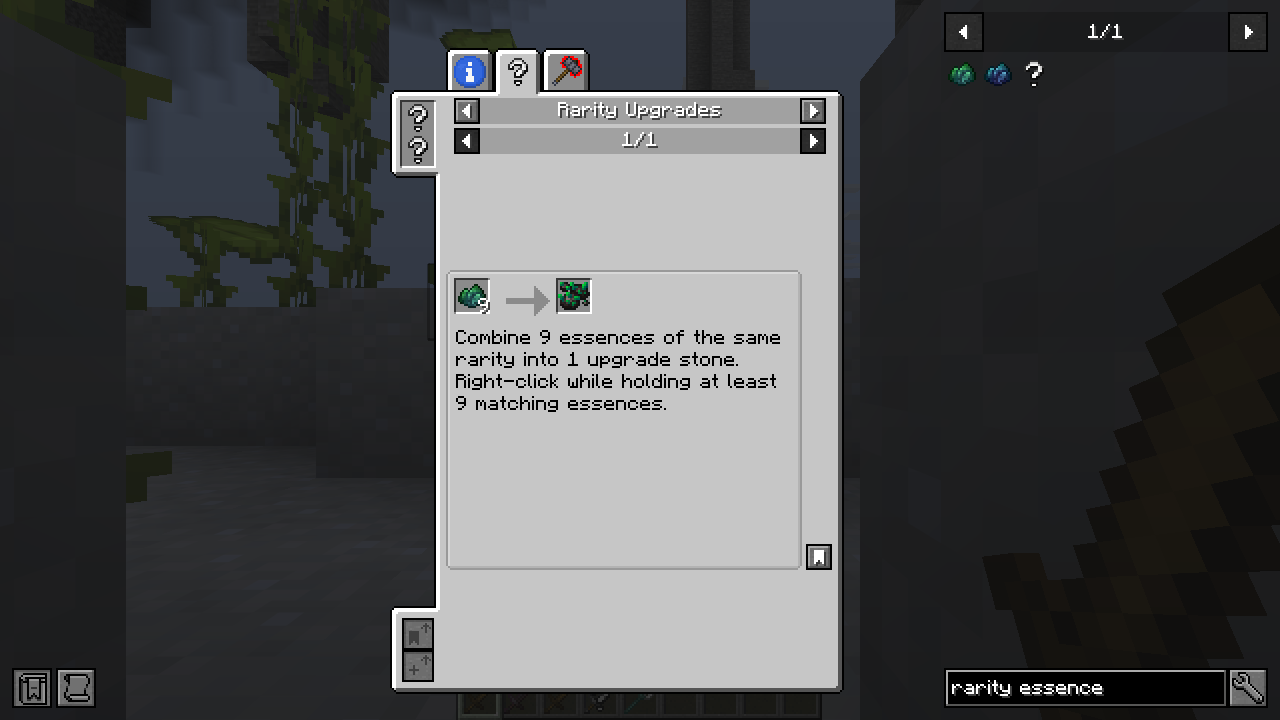 1/1
Rarity Upgrades
1/1
9
Combine 9 essences of the same
rarity into 1 upgrade stone.
Right-click while holding at least
9 matching essences.
rarity essence